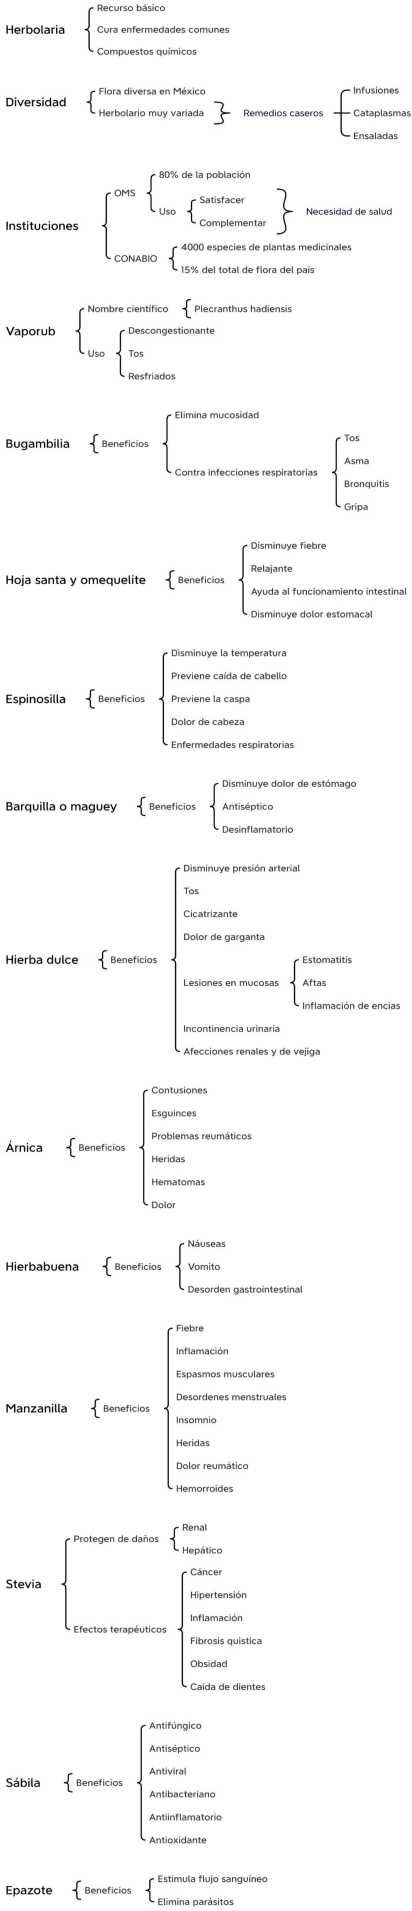 Herbolaria
Recurso básico
Cura enfermedades comunes
Compuestos químicos
Diversidad
Flora diversa en México
Herbolario muy variada
Remedios caseros
Infusiones
Cataplasmas
Ensaladas
Instituciones
OMS
80% de la población
Uso
Satisfacer
Complementar
Necesidad de salud
CONABIO
4000 especies de plantas medicinales
15% del total de flora del país
Vaporub
Nombre científico
Plecranthus hadiensis
Uso
Descongestionante
Tos
Resfriados
Bugambilia
Beneficios
Elimina mucosidad
Contra infecciones respiratorias
Tos
Asma
Bronquitis
Gripa
Hoja santa y omequelite
Beneficios
Disminuye fiebre
Relajante
Ayuda al funcionamiento intestinal
Disminuye dolor estomacal
Espinosilla
Beneficios
Disminuye la temperatura
Previene caída de cabello
Previene la caspa
Dolor de cabeza
Enfermedades respiratorias
Barquilla o maguey
Beneficios
Disminuye dolor de estómago
Antiséptico
Desinflamatorio
Hierba dulce
Beneficios
Disminuye presión arterial
Tos
Cicatrizante
Dolor de garganta
Lesiones en mucosas
Estomatitis
Aftas
Inflamación de encias
Incontinencia urinaria
Afecciones renales y de vejiga
Árnica
Beneficios
Contusiones
Esguinces
Problemas reumáticos
Heridas
Hematomas
Dolor
Hierbabuena
Beneficios
Náuseas
Vomito
Desorden gastrointestinal
Manzanilla
Beneficios
Fiebre
Inflamación
Espasmos musculares
Desordenes menstruales
Insomnio
Heridas
Dolor reumático
Hemorroides
Stevia
Protegen de daños
Renal
Hepático
Efectos terapéuticos
Cáncer
Hipertensión
Inflamación
Fibrosis quistica
Obsidad
Caída de dientes
Sábila
Beneficios
Antifúngico
Antiséptico
Antiviral
Antibacteriano
Antiinflamatorio
Antioxidante
Epazote
Beneficios
Estimula flujo sanguíneo
Elimina parásitos